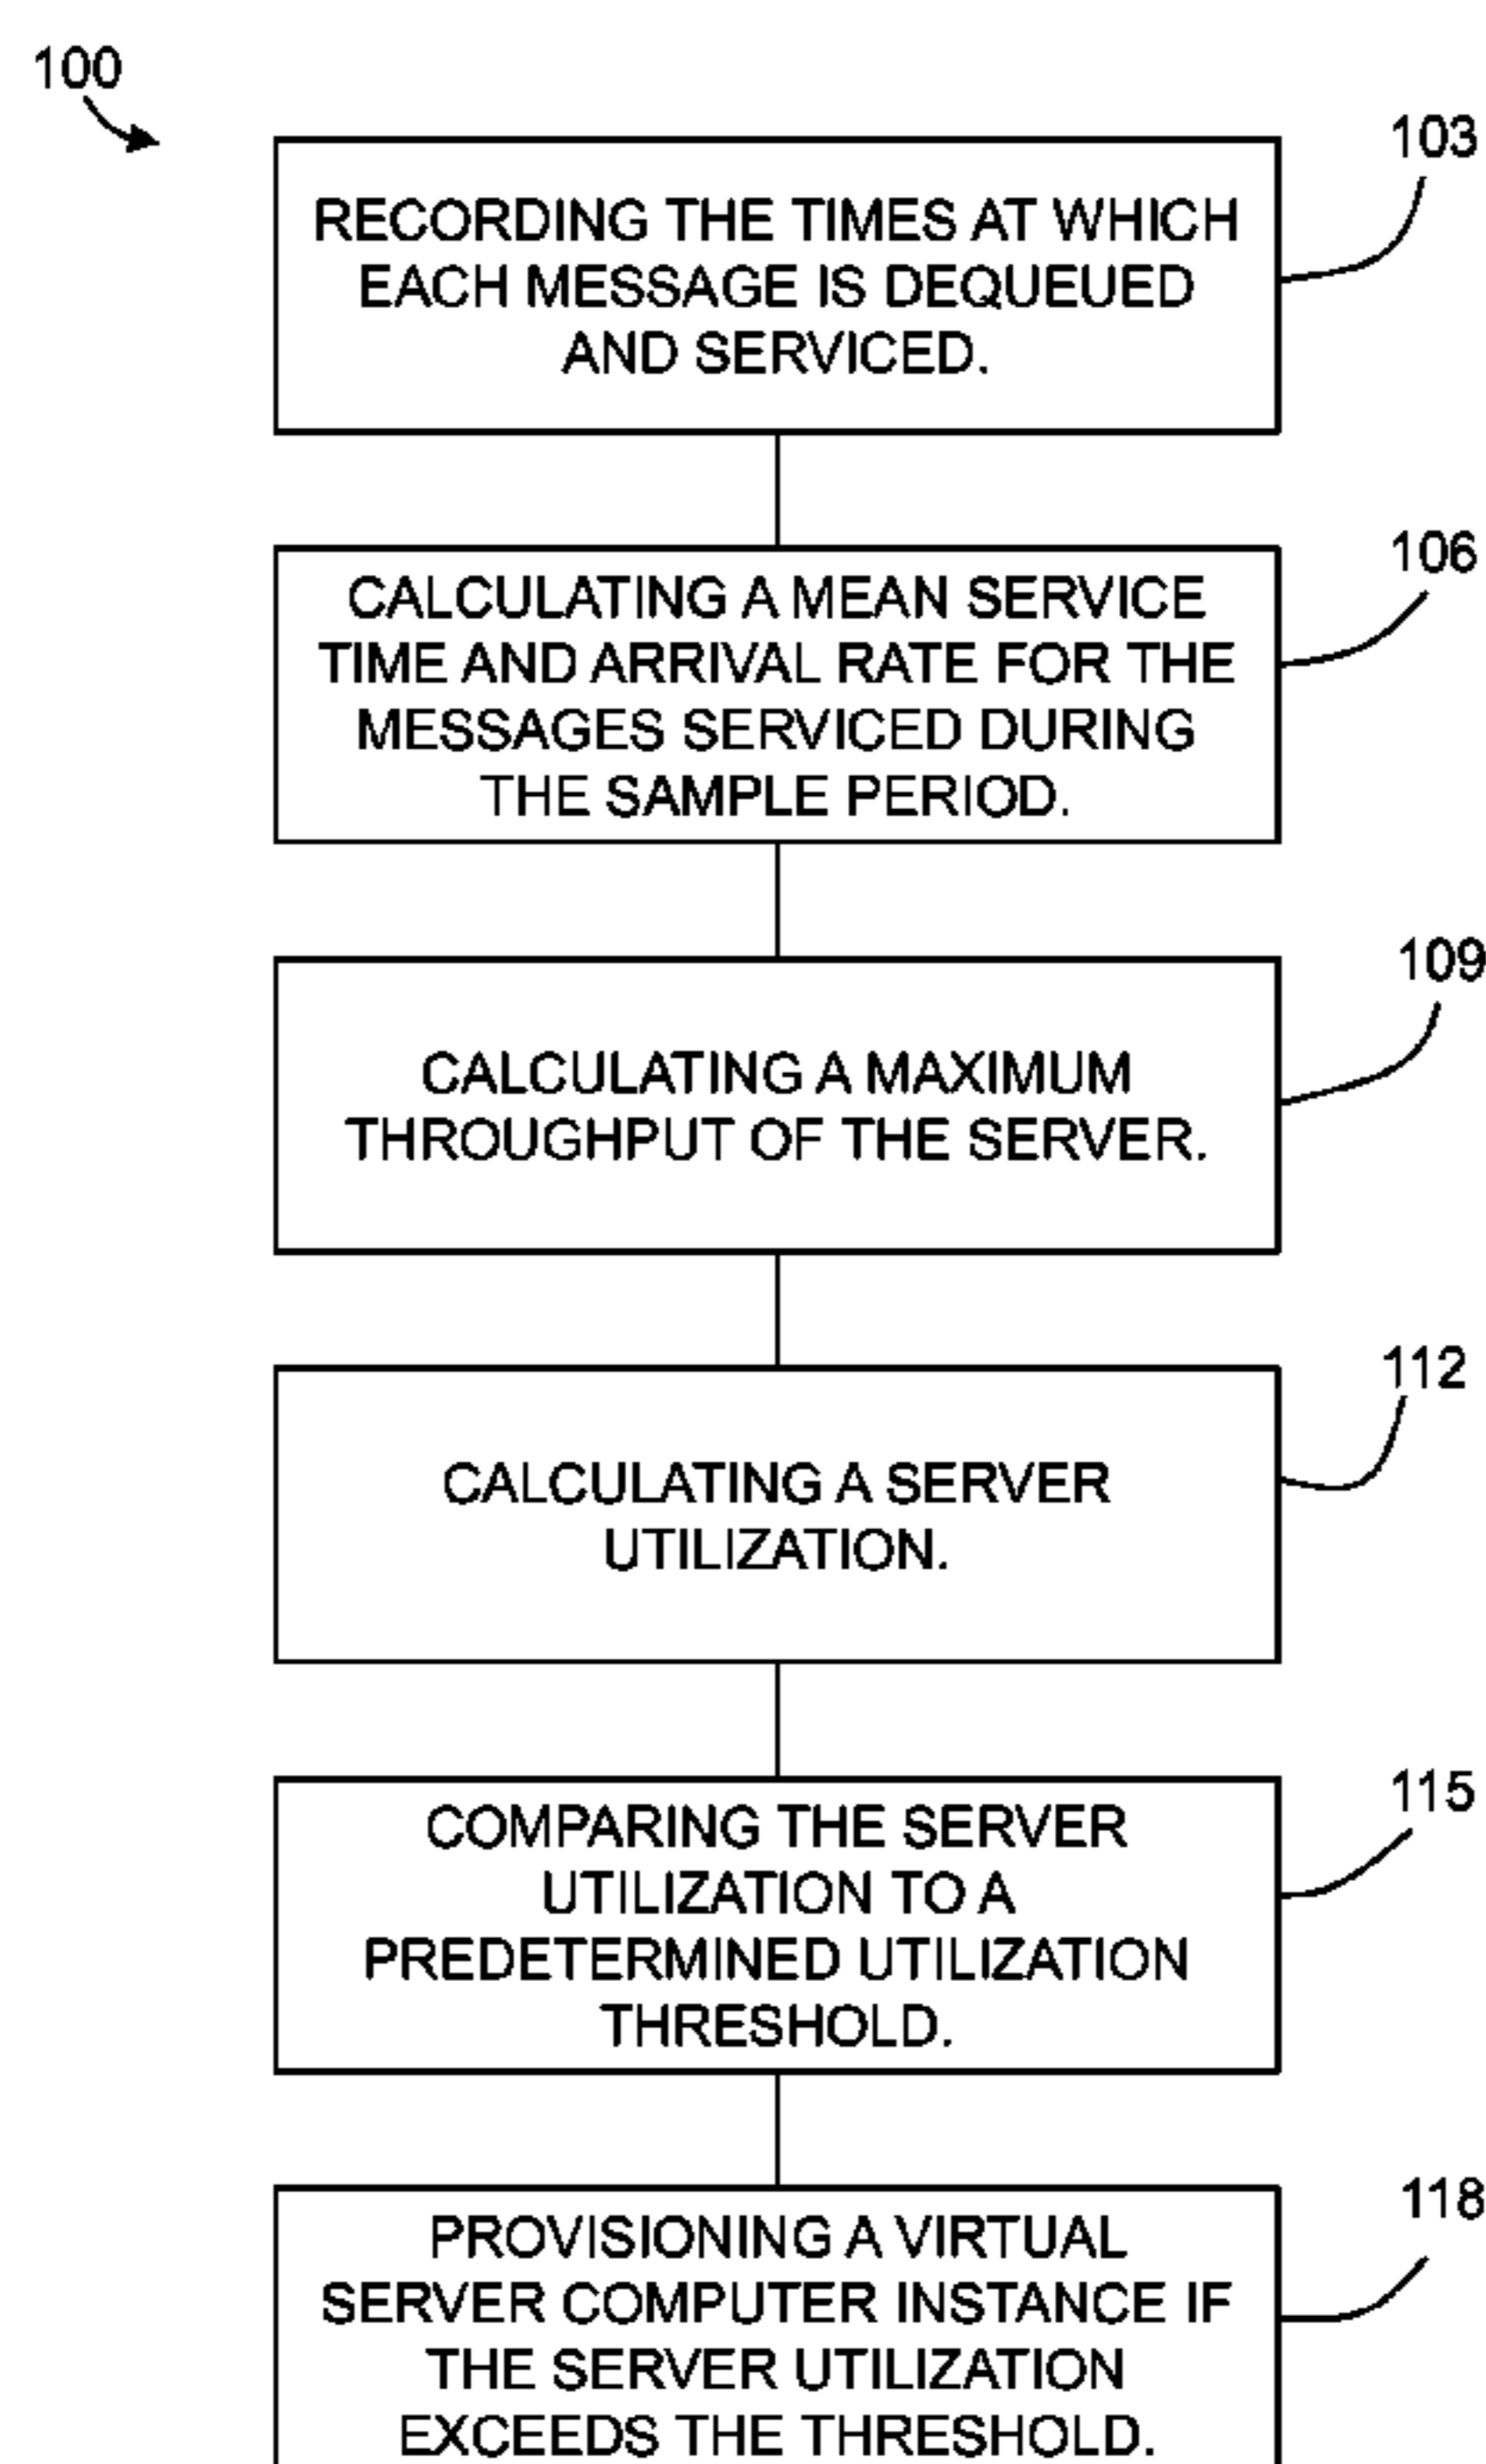 100
103
RECORDING THE TIMES AT WHICH
EACH MESSAGE IS DEQUEUED
AND SERVICED.
106
CALCULATING A MEAN SERVICE
TIME AND ARRIVAL RATE FOR THE
MESSAGES SERVICED DURING
THE SAMPLE PERIOD.
109
CALCULATING A MAXIMUM
THROUGHPUT OF THE SERVER.
112
CALCULATING A SERVER
UTILIZATION.
115
COMPARING THE SERVER
UTILIZATION TO A
PREDETERMINED UTILIZATION
THRESHOLD.
118
PROVISIONING A VIRTUAL
SERVER COMPUTER INSTANCE IF
THE SERVER UTILIZATION
EXCEEDS THE THRESHOLD.